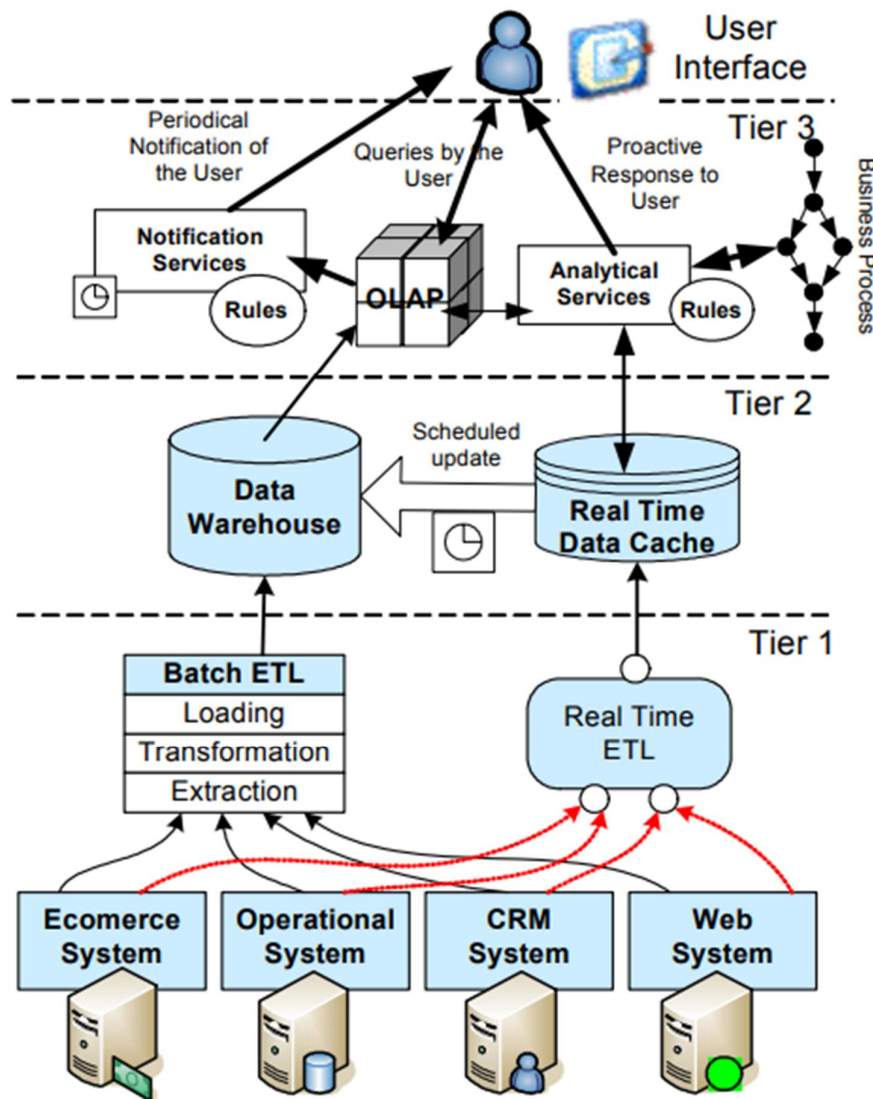 User
Interface
Tier 3
Periodical
Notification of
the User
Queries by the
User
Proactive
Response to
User
Business Process
Notification
Services
Rules
OLAP
Analytical
Services
Rules
Tier 2
Scheduled
update
Data
Warehouse
Real Time
Data Cache
Tier 1
Batch ETL
Loading
Transformation
Extraction
Real Time
ETL
Ecomerce
System
Operational
System
CRM
System
Web
System